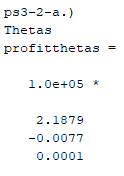 ps3-2-a.)
Thetas
profitthetas =
1.0e+05 *
2.1879
-0.0077
0.0001